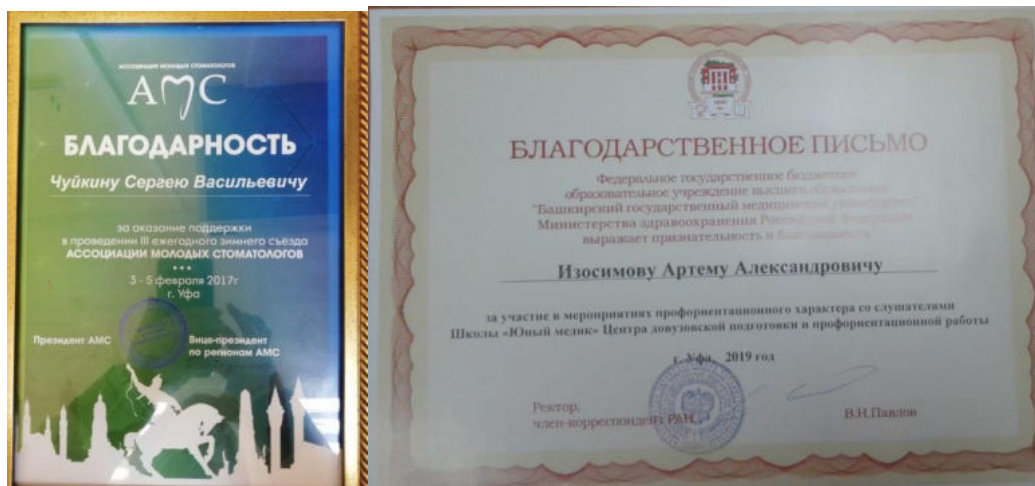 АССОЦИАЦИЯ МОЛОДЫХ СТОМАТОЛОГОВ
АМС
БЛАГОДАРНОСТЬ
Чуйкину Сергею Васильевичу
за оказание поддержки
в проведении III ежегодного зимнего съезда
АССОЦИАЦИИ МОЛОДЫХ СТОМАТОЛОГОВ
3 - 5 февраля 2017г
г. Уфа
Президент АМС
Вице-президент
по регионам АМС
БЛАГОДАРСТВЕННОЕ ПИСЬМО
Федеральное государственное бюджетное
образовательное учреждение высшего образования
"Башкирский государственный медицинский университет"
Министерства здравоохранения Российской Федерации
выражает признательность и благодарность
Изосимову Артему Александровичу
за участие в мероприятиях профориентационного характера со слушателями
Школы «Юный медик» Центра довузовской подготовки и профориентационной работы
г. Уфа, 2019 год
Ректор,
член-корреспондент РАН
В.Н.Павлов